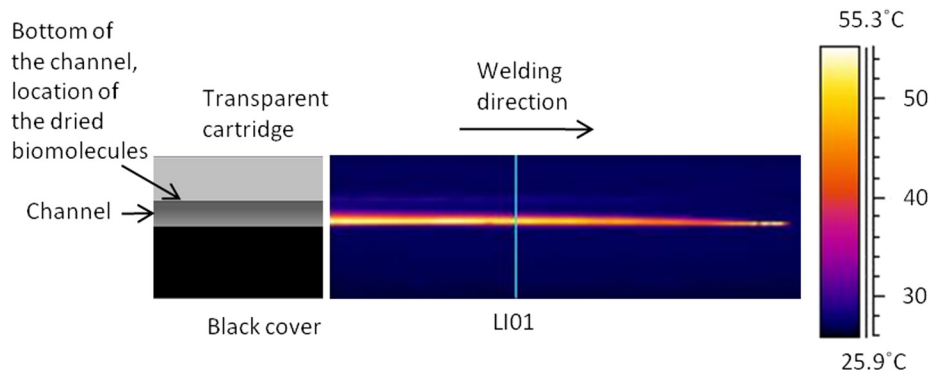 Bottom of
the channel,
location of
the dried
biomolecules
Channel
Transparent
cartridge
Welding
direction
Black cover
LI01
55.3°C
50
40
30
25.9°C